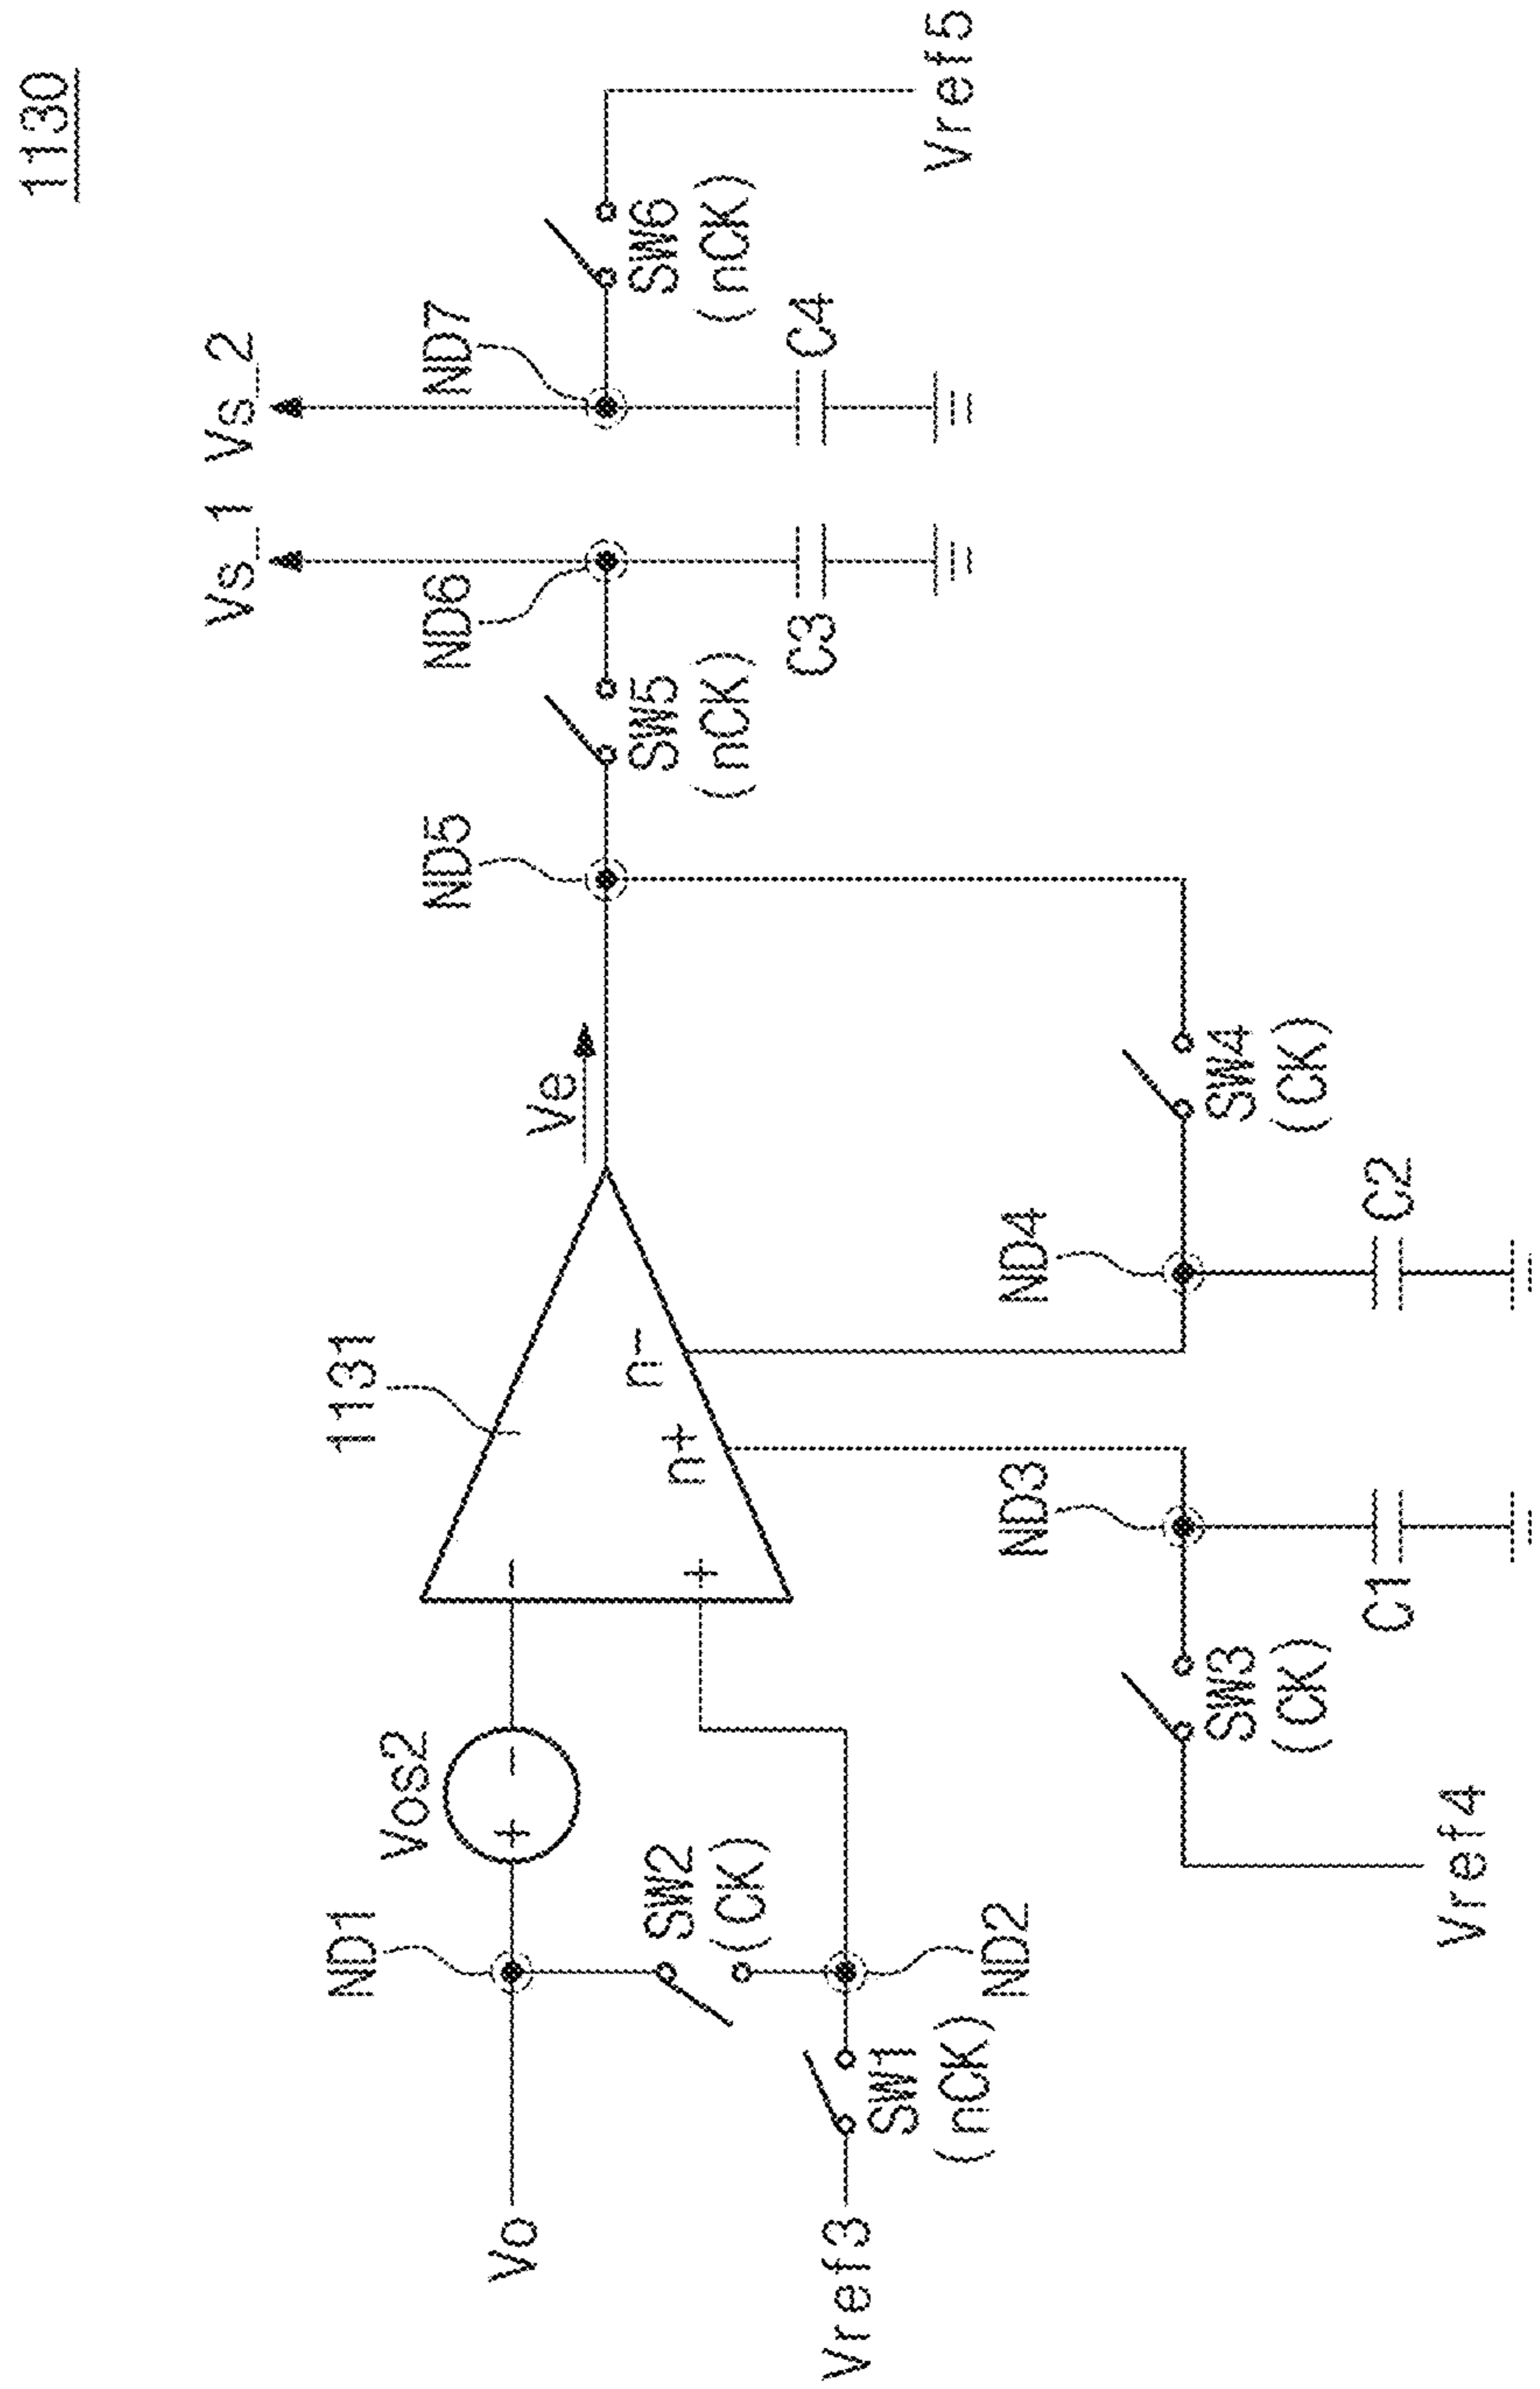 1130
Vs_1
Vs_2
ND5
ND6
ND7
1131
Ve
SW5
(nCK)
SW6
(nCK)
C3
C4
Vref5
Vos2
ND1
Vo
+
-
-
+
n+
n-
SW2
(CK)
Vref3
SW1
(nCK)
ND2
ND3
ND4
SW3
(CK)
SW4
(CK)
C1
C2
Vref4